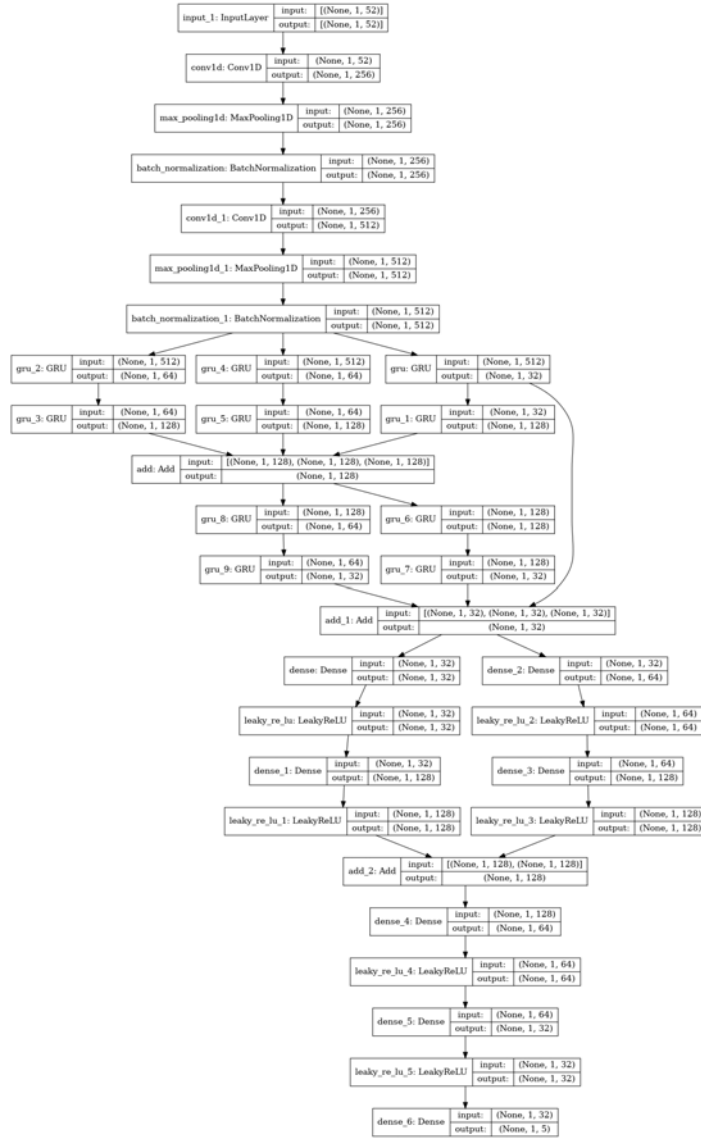 input_1: InputLayer input: [(None, 1, 52)]
output: [(None, 1, 52)]
conv1d: Conv1D input: (None, 1, 52)
output: (None, 1, 256)
max_pooling1d: MaxPooling1D input: (None, 1, 256)
output: (None, 1, 256)
batch_normalization: BatchNormalization input: (None, 1, 256)
output: (None, 1, 256)
conv1d_1: Conv1D input: (None, 1, 256)
output: (None, 1, 512)
max_pooling1d_1: MaxPooling1D input: (None, 1, 512)
output: (None, 1, 512)
batch_normalization_1: BatchNormalization input: (None, 1, 512)
output: (None, 1, 512)
gru_2: GRU input: (None, 1, 512)
output: (None, 1, 64)
gru_4: GRU input: (None, 1, 512)
output: (None, 1, 64)
gru: GRU input: (None, 1, 512)
output: (None, 1, 32)
gru_3: GRU input: (None, 1, 64)
output: (None, 1, 128)
gru_5: GRU input: (None, 1, 64)
output: (None, 1, 128)
gru_1: GRU input: (None, 1, 32)
output: (None, 1, 128)
add: Add input: [(None, 1, 128), (None, 1, 128), (None, 1, 128)]
output: (None, 1, 128)
gru_8: GRU input: (None, 1, 128)
output: (None, 1, 64)
gru_6: GRU input: (None, 1, 128)
output: (None, 1, 128)
gru_9: GRU input: (None, 1, 64)
output: (None, 1, 32)
gru_7: GRU input: (None, 1, 128)
output: (None, 1, 32)
add_1: Add input: [(None, 1, 32), (None, 1, 32), (None, 1, 32)]
output: (None, 1, 32)
dense: Dense input: (None, 1, 32)
output: (None, 1, 32)
dense_2: Dense input: (None, 1, 32)
output: (None, 1, 64)
leaky_re_lu: LeakyReLU input: (None, 1, 32)
output: (None, 1, 32)
leaky_re_lu_2: LeakyReLU input: (None, 1, 64)
output: (None, 1, 64)
dense_1: Dense input: (None, 1, 32)
output: (None, 1, 128)
dense_3: Dense input: (None, 1, 64)
output: (None, 1, 128)
leaky_re_lu_1: LeakyReLU input: (None, 1, 128)
output: (None, 1, 128)
leaky_re_lu_3: LeakyReLU input: (None, 1, 128)
output: (None, 1, 128)
add_2: Add input: [(None, 1, 128), (None, 1, 128)]
output: (None, 1, 128)
dense_4: Dense input: (None, 1, 128)
output: (None, 1, 64)
leaky_re_lu_4: LeakyReLU input: (None, 1, 64)
output: (None, 1, 64)
dense_5: Dense input: (None, 1, 64)
output: (None, 1, 32)
leaky_re_lu_5: LeakyReLU input: (None, 1, 32)
output: (None, 1, 32)
dense_6: Dense input: (None, 1, 32)
output: (None, 1, 5)